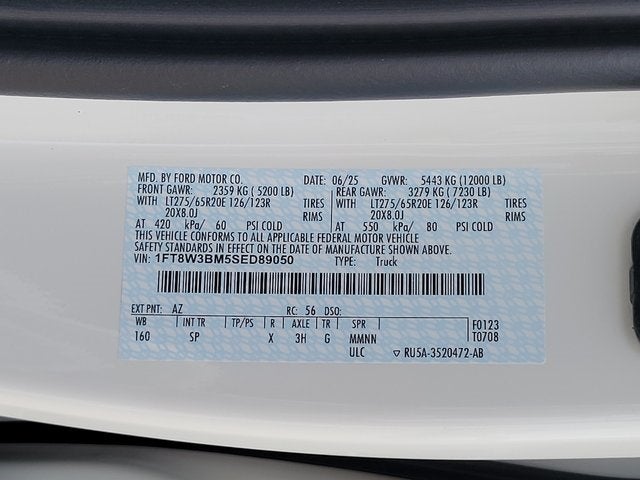 MFD. BY FORD MOTOR CO. DATE: 06/25 GVWR: 5443 KG (12000 LB)
FRONT GAWR: 2359 KG ( 5200 LB) REAR GAWR: 3279 KG ( 7230 LB)
WITH LT275/65R20E 126/123R TIRES WITH LT275/65R20E 126/123R TIRES
20X8.0J RIMS 20X8.0J RIMS
AT 420 kPa/ 60 PSI COLD AT 550 kPa/ 80 PSI COLD
THIS VEHICLE CONFORMS TO ALL APPLICABLE FEDERAL MOTOR VEHICLE
SAFETY STANDARDS IN EFFECT ON THE DATE OF MANUFACTURE SHOWN ABOVE.
VIN: 1FT8W3BM5SED89050 TYPE: Truck
EXT PNT: AZ RC: 56 DSO:
WB INT TR TP/PS R AXLE TR SPR F0123
160 SP X 3H G MMNN T0708
ULC ▽ RU5A-3520472-AB